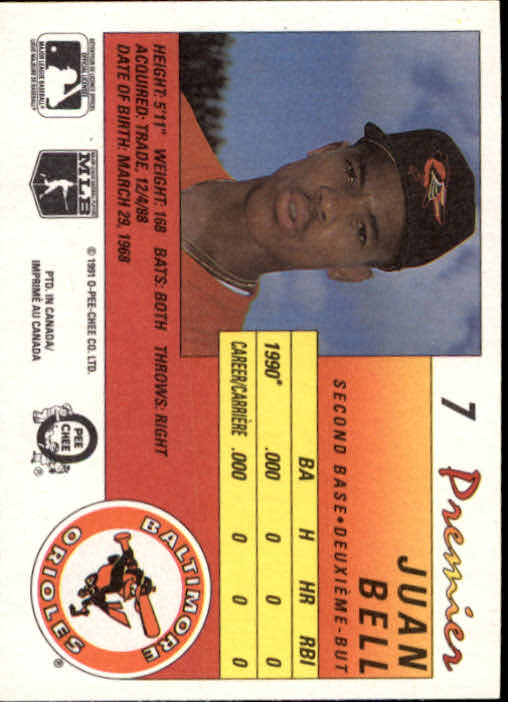 7 Premier
JUAN
BELL
SECOND BASE•DEUXIÈME-BUT
BA H HR RBI
1990* .000 0 0 0
CAREER/CARRIÈRE .000 0 0 0
HEIGHT: 5'11" WEIGHT: 168 BATS: BOTH THROWS: RIGHT
ACQUIRED: TRADE, 12/4/88
DATE OF BIRTH: MARCH 29, 1968
MLB
© 1991 O-PEE-CHEE CO. LTD.
PTD. IN CANADA/
IMPRIMÉ AU CANADA
O
PEE
CHEE
®
BALTIMORE
ORIOLES
®